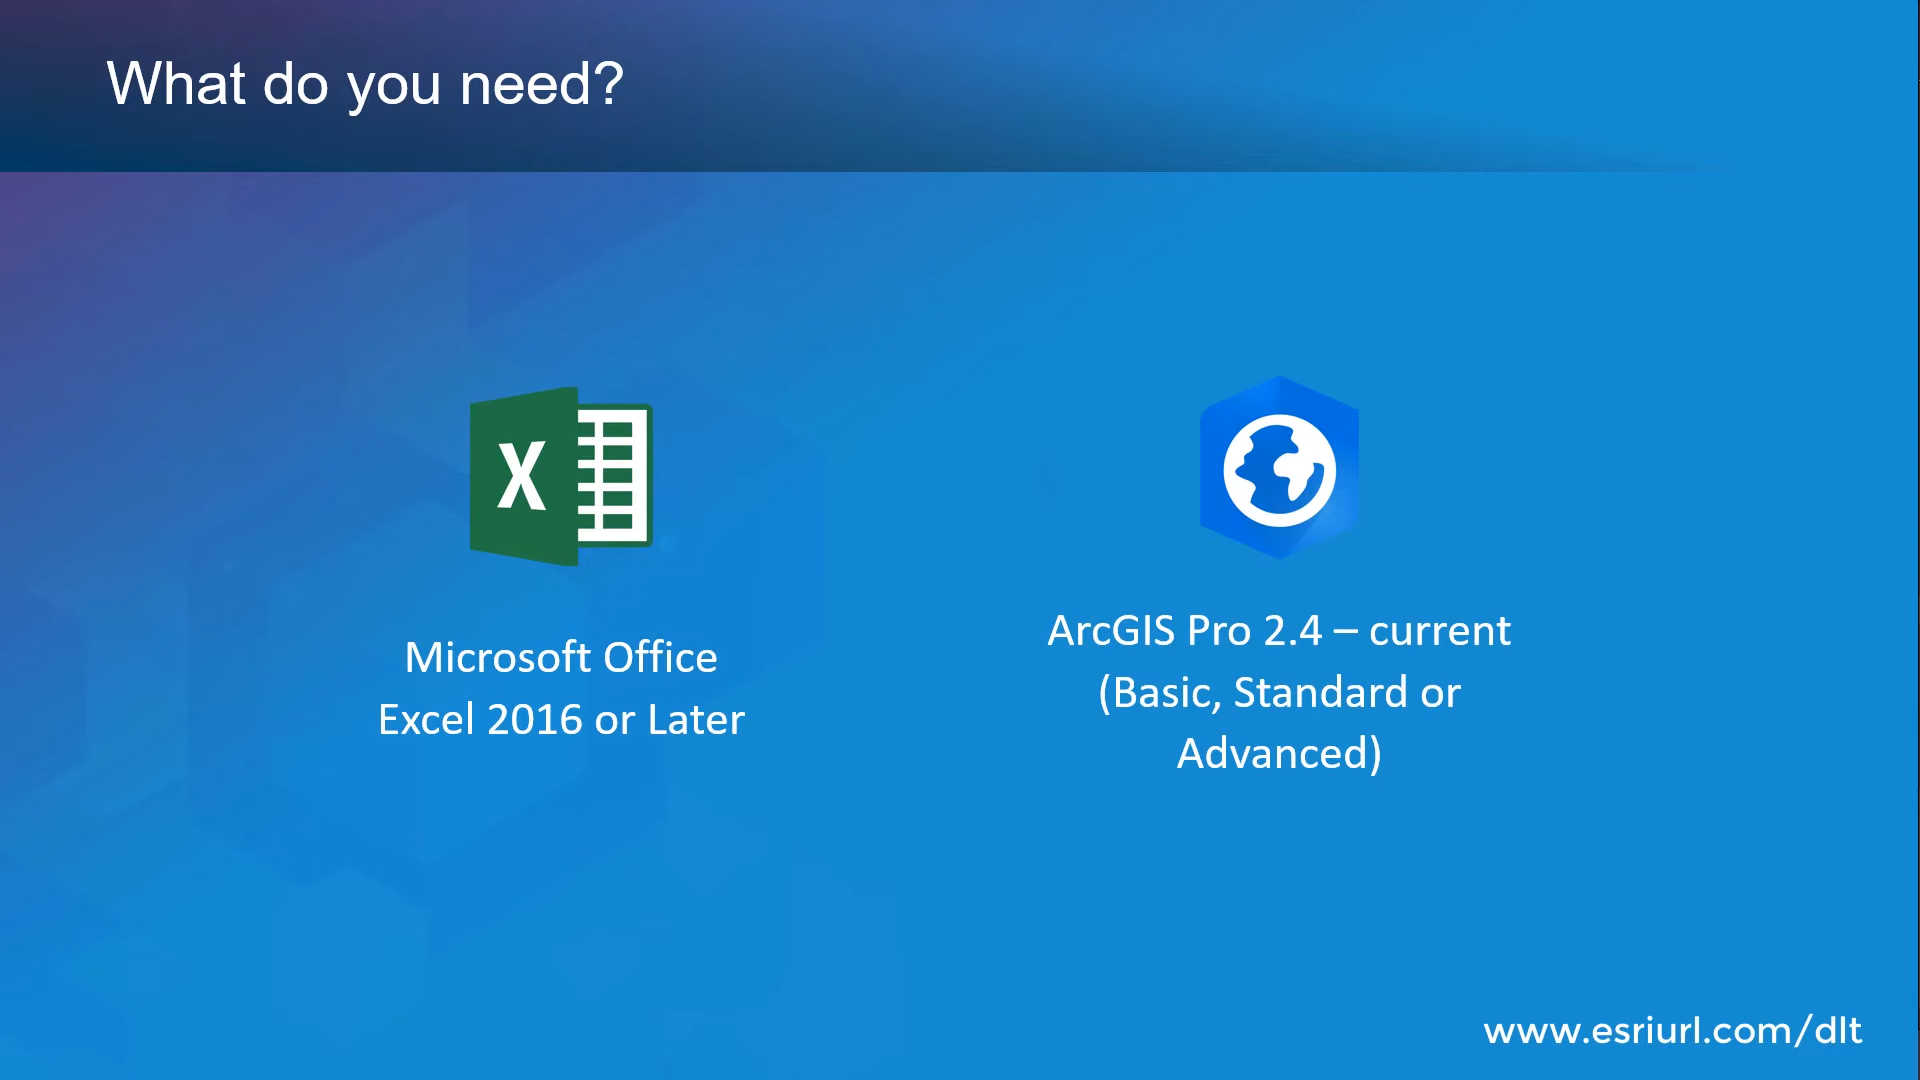 What do you need?
X
Microsoft Office
Excel 2016 or Later
ArcGIS Pro 2.4 – current
(Basic, Standard or
Advanced)
www.esriurl.com/dlt